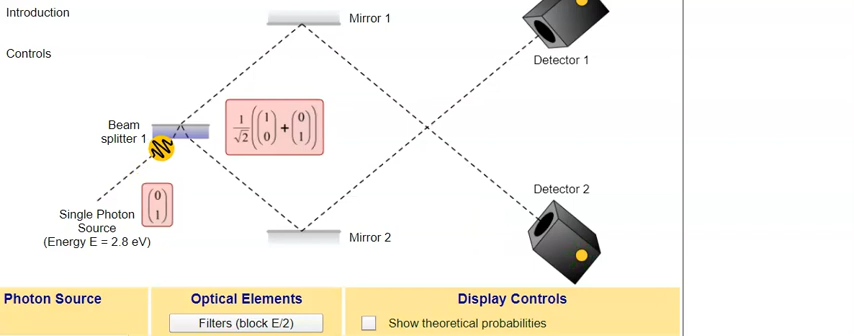 Introduction
Mirror 1
Controls
Detector 1
Beam
splitter 1
1/√2 ((1 0) + (0 1))
(0 1)
Detector 2
Single Photon
Source
(Energy E = 2.8 eV)
Mirror 2
Photon Source
Optical Elements
Display Controls
Filters (block E/2)
Show theoretical probabilities